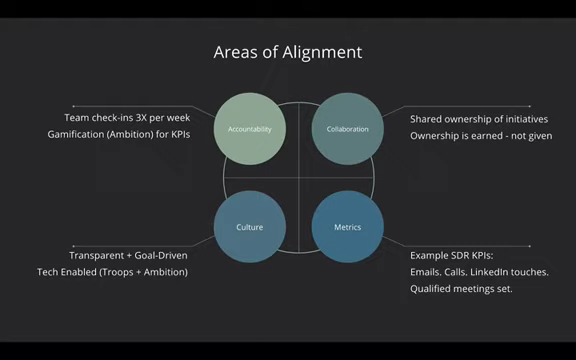 Areas of Alignment
Team check-ins 3X per week
Gamification (Ambition) for KPIs
Accountability
Collaboration
Shared ownership of initiatives
Ownership is earned - not given
Transparent + Goal-Driven
Tech Enabled (Troops + Ambition)
Culture
Metrics
Example SDR KPIs:
Emails. Calls. LinkedIn touches.
Qualified meetings set.